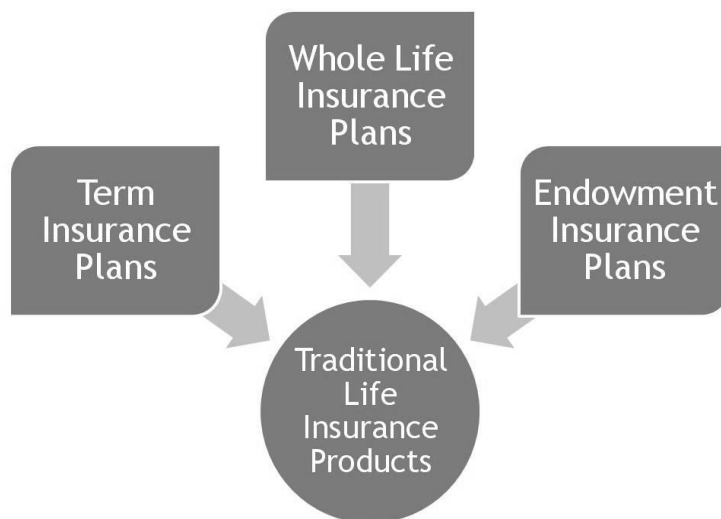 Whole Life
Insurance
Plans
Term
Insurance
Plans
Endowment
Insurance
Plans
Traditional
Life
Insurance
Products